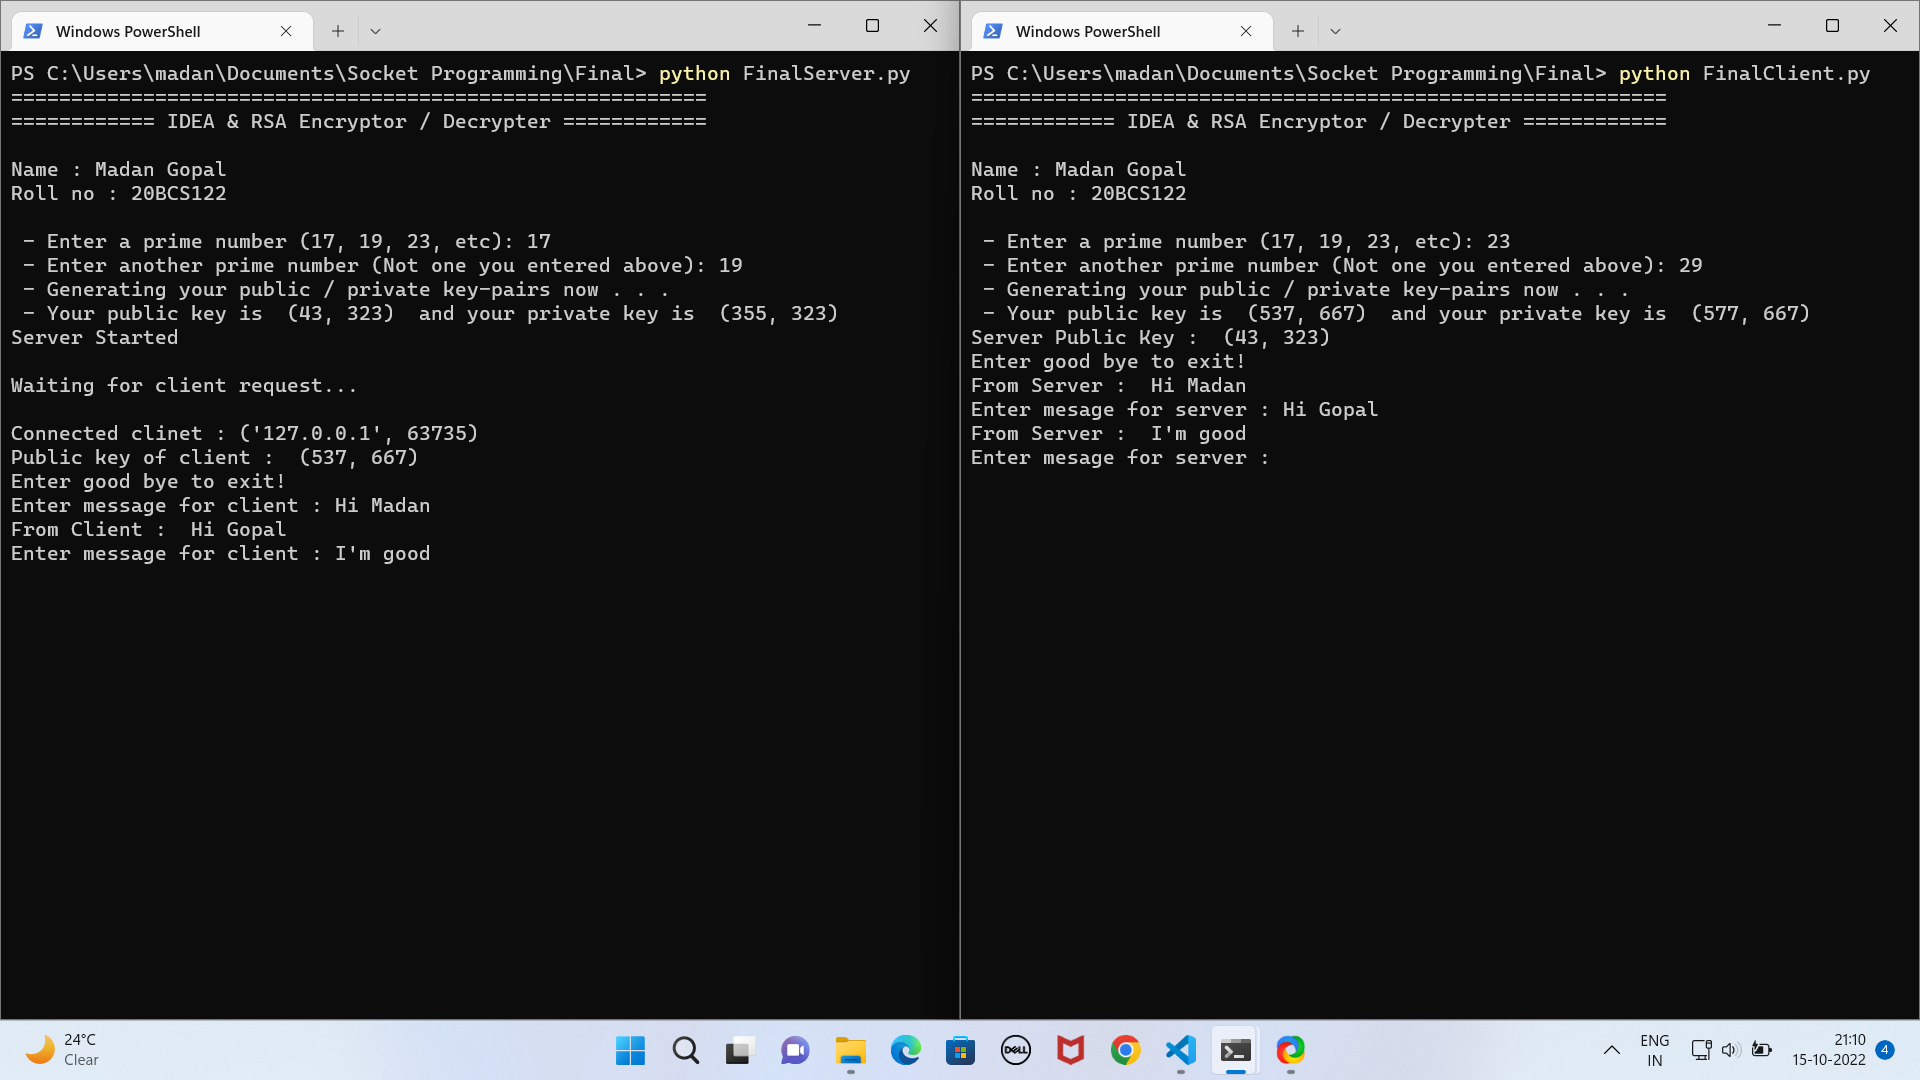 Windows PowerShell
PS C:\Users\madan\Documents\Socket Programming\Final> python FinalServer.py
==========================================================
============ IDEA & RSA Encryptor / Decrypter ============
Name : Madan Gopal
Roll no : 20BCS122
- Enter a prime number (17, 19, 23, etc): 17
- Enter another prime number (Not one you entered above): 19
- Generating your public / private key-pairs now . . .
- Your public key is  (43, 323)  and your private key is  (355, 323)
Server Started
Waiting for client request...
Connected clinet : ('127.0.0.1', 63735)
Public key of client :  (537, 667)
Enter good bye to exit!
Enter message for client : Hi Madan
From Client :  Hi Gopal
Enter message for client : I'm good
Windows PowerShell
PS C:\Users\madan\Documents\Socket Programming\Final> python FinalClient.py
==========================================================
============ IDEA & RSA Encryptor / Decrypter ============
Name : Madan Gopal
Roll no : 20BCS122
- Enter a prime number (17, 19, 23, etc): 23
- Enter another prime number (Not one you entered above): 29
- Generating your public / private key-pairs now . . .
- Your public key is  (537, 667)  and your private key is  (577, 667)
Server Public Key :  (43, 323)
Enter good bye to exit!
From Server :  Hi Madan
Enter mesage for server : Hi Gopal
From Server :  I'm good
Enter mesage for server :
24°C
Clear
DELL
ENG
IN
21:10
15-10-2022
4